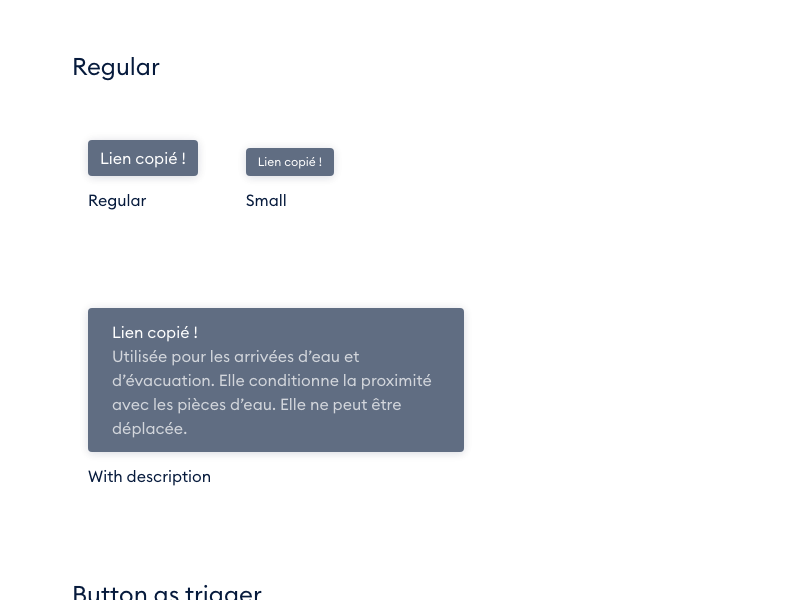 Regular
Lien copié !
Lien copié !
Regular
Small
Lien copié !
Utilisée pour les arrivées d’eau et
d’évacuation. Elle conditionne la proximité
avec les pièces d’eau. Elle ne peut être
déplacée.
With description
Button as trigger